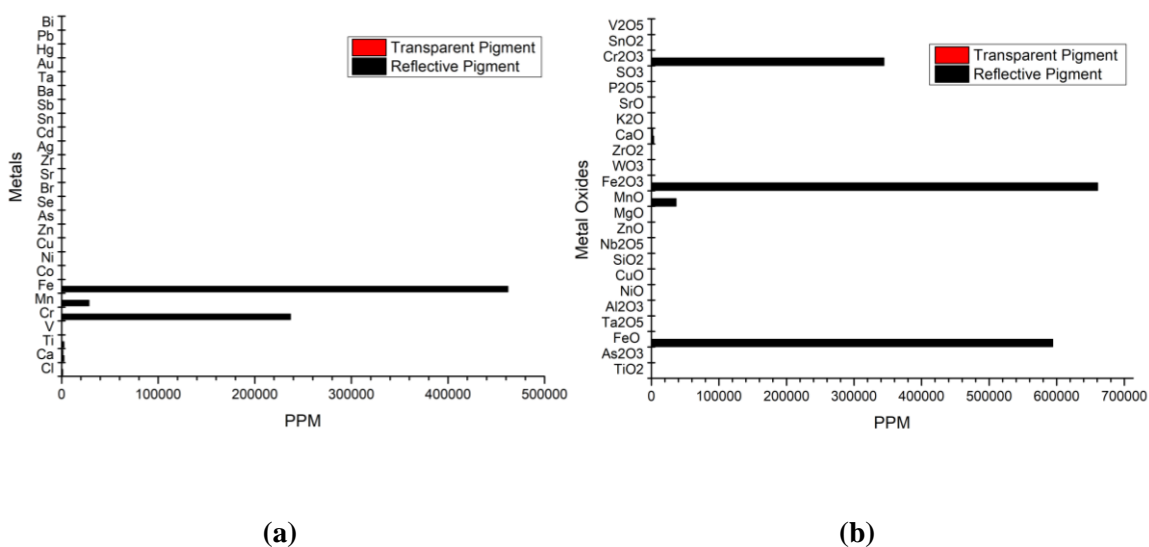 Bi
Pb
Hg
Au
Ta
Ba
Sb
Sn
Cd
Ag
Zr
Sr
Br
Se
As
Zn
Cu
Ni
Co
Fe
Mn
Cr
V
Ti
Ca
Cl
Metals
Transparent Pigment
Reflective Pigment
0 100000 200000 300000 400000 500000
PPM
(a)
V2O5
SnO2
Cr2O3
SO3
P2O5
SrO
K2O
CaO
ZrO2
WO3
Fe2O3
MnO
MgO
ZnO
Nb2O5
SiO2
CuO
NiO
Al2O3
Ta2O5
FeO
As2O3
TiO2
Metal Oxides
Transparent Pigment
Reflective Pigment
0 100000 200000 300000 400000 500000 600000 700000
PPM
(b)